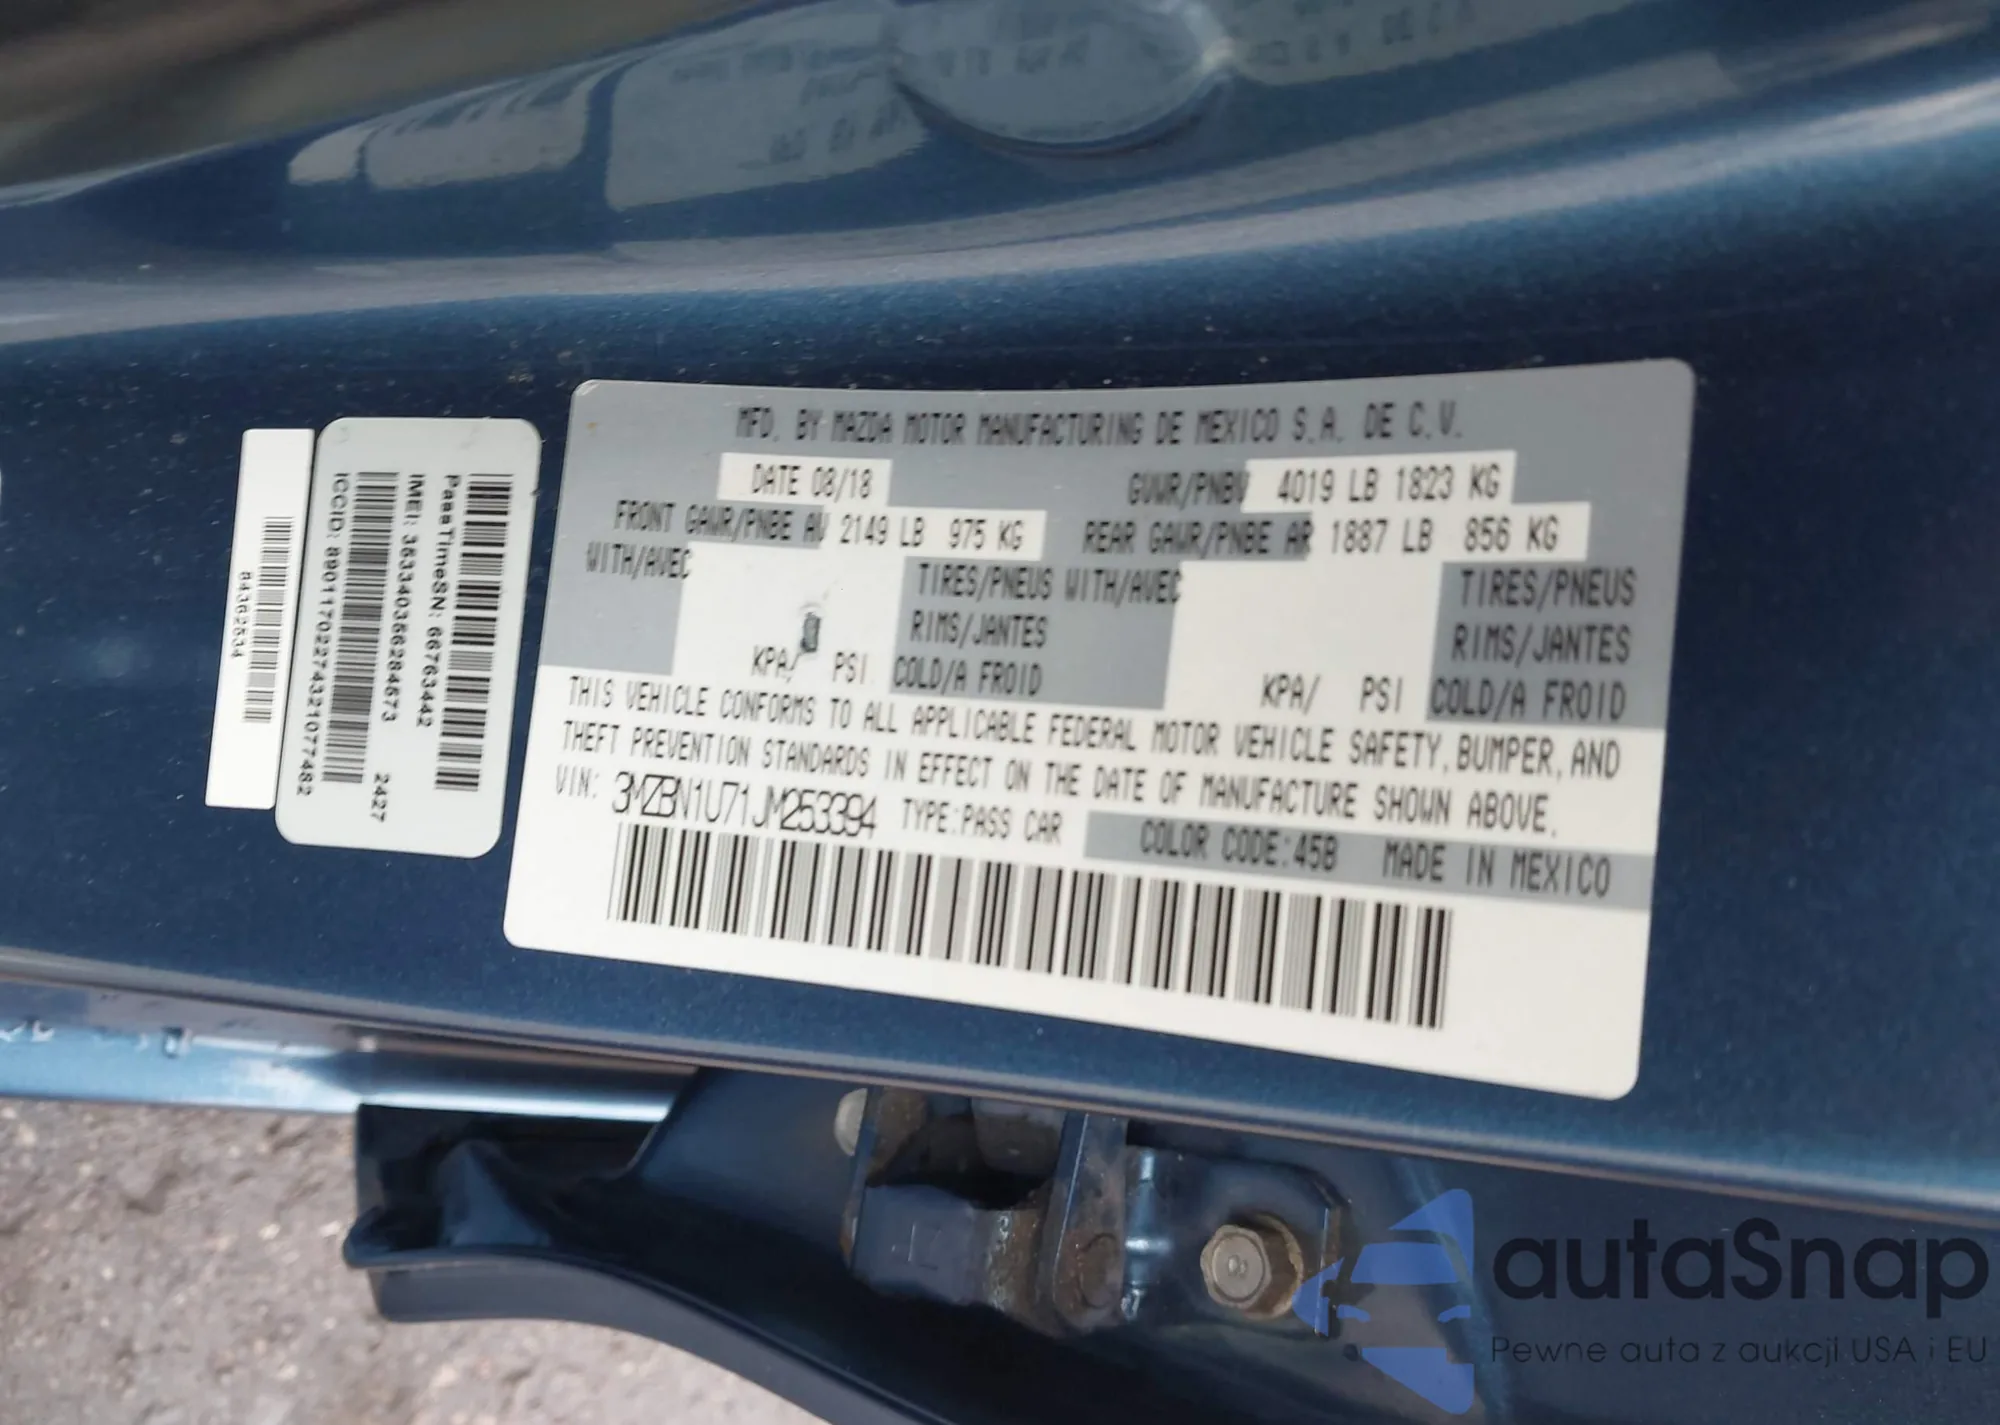 MFD. BY MAZDA MOTOR MANUFACTURING DE MEXICO S.A. DE C.V.
DATE 08/18 GVWR/PNBV 4019 LB 1823 KG
FRONT GAWR/PNBE AV 2149 LB 975 KG REAR GAWR/PNBE AR 1887 LB 856 KG
WITH/AVEC TIRES/PNEUS WITH/AVEC TIRES/PNEUS
RIMS/JANTES RIMS/JANTES
KPA/ PSI COLD/A FROID KPA/ PSI COLD/A FROID
THIS VEHICLE CONFORMS TO ALL APPLICABLE FEDERAL MOTOR VEHICLE SAFETY, BUMPER, AND
THEFT PREVENTION STANDARDS IN EFFECT ON THE DATE OF MANUFACTURE SHOWN ABOVE.
VIN: 3MZBN1U71JM253394 TYPE:PASS CAR COLOR CODE:45B MADE IN MEXICO
PassTimeSN: 66763442
IMEI: 353340356284573 2427
ICCID: 89011702274321077482
84362534
autaSnap
Pewne auta z aukcji USA i EU